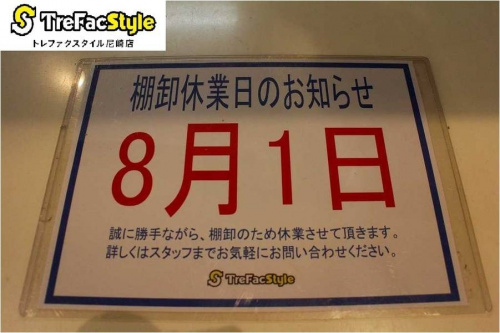 TreFacStyle
トレファクスタイル尼崎店
棚卸休業日のお知らせ
8月1日
誠に勝手ながら、棚卸のため休業させて頂きます。
詳しくはスタッフまでお気軽にお問い合わせください。
TreFacStyle